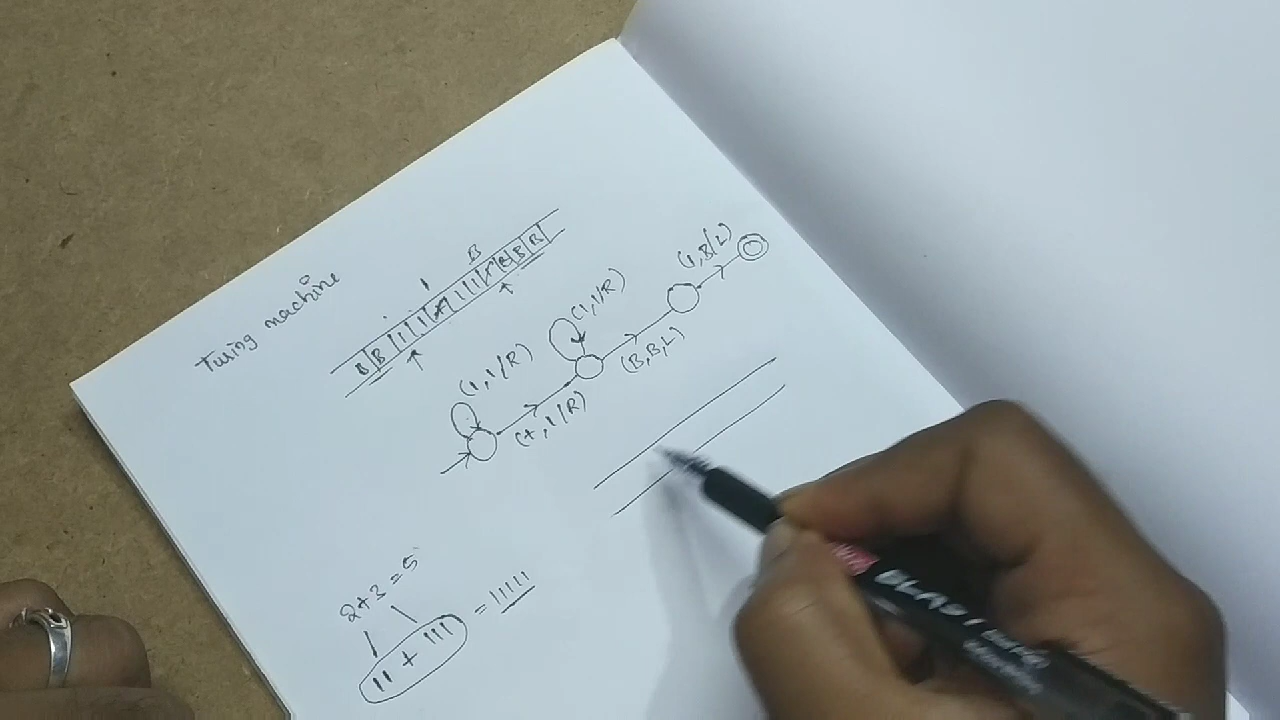 Turing machine
B
1
B B 1 1 + 1 1 1 B B B
(1,1/R)
(1,1/R)
(1,B/L)
(+,1/R)
(B,B,L)
2+3=5
11 + 111 = 11111